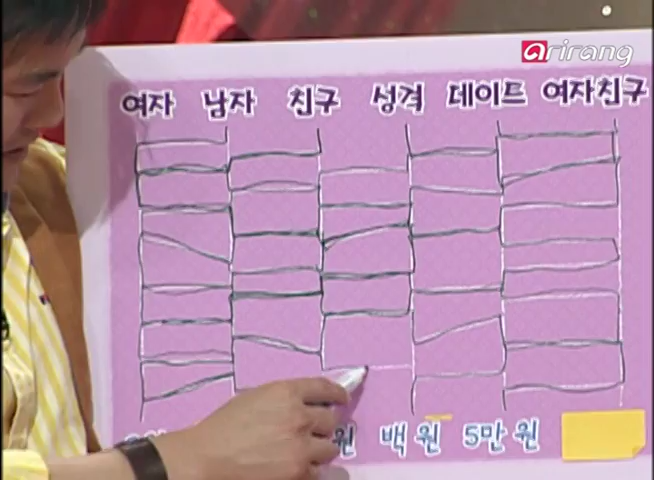 arirang
여자 남자 친구 성격 데이트 여자친구
원 백원 5만원